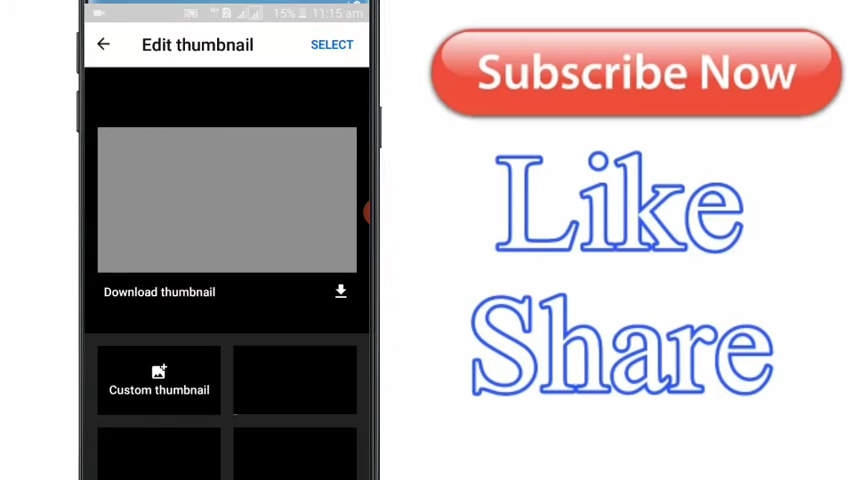 15% 11:15 am
Edit thumbnail
SELECT
Download thumbnail
Custom thumbnail
Subscribe Now
Like
Share